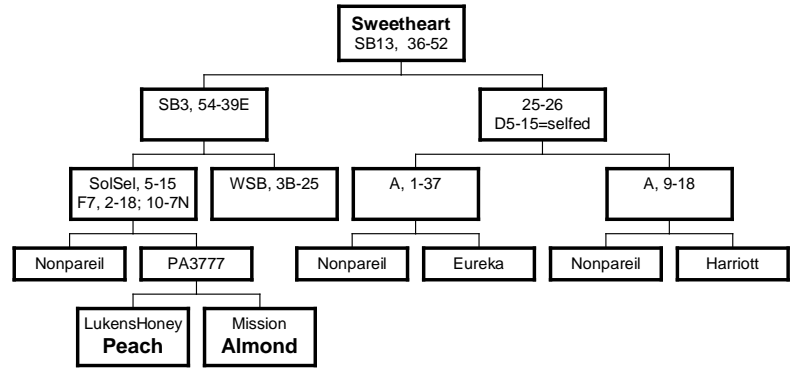 Sweetheart
SB13, 36-52
SB3, 54-39E
25-26
D5-15=selfed
SolSel, 5-15
F7, 2-18; 10-7N
WSB, 3B-25
A, 1-37
A, 9-18
Nonpareil
PA3777
Nonpareil
Eureka
Nonpareil
Harriott
LukensHoney
Peach
Mission
Almond